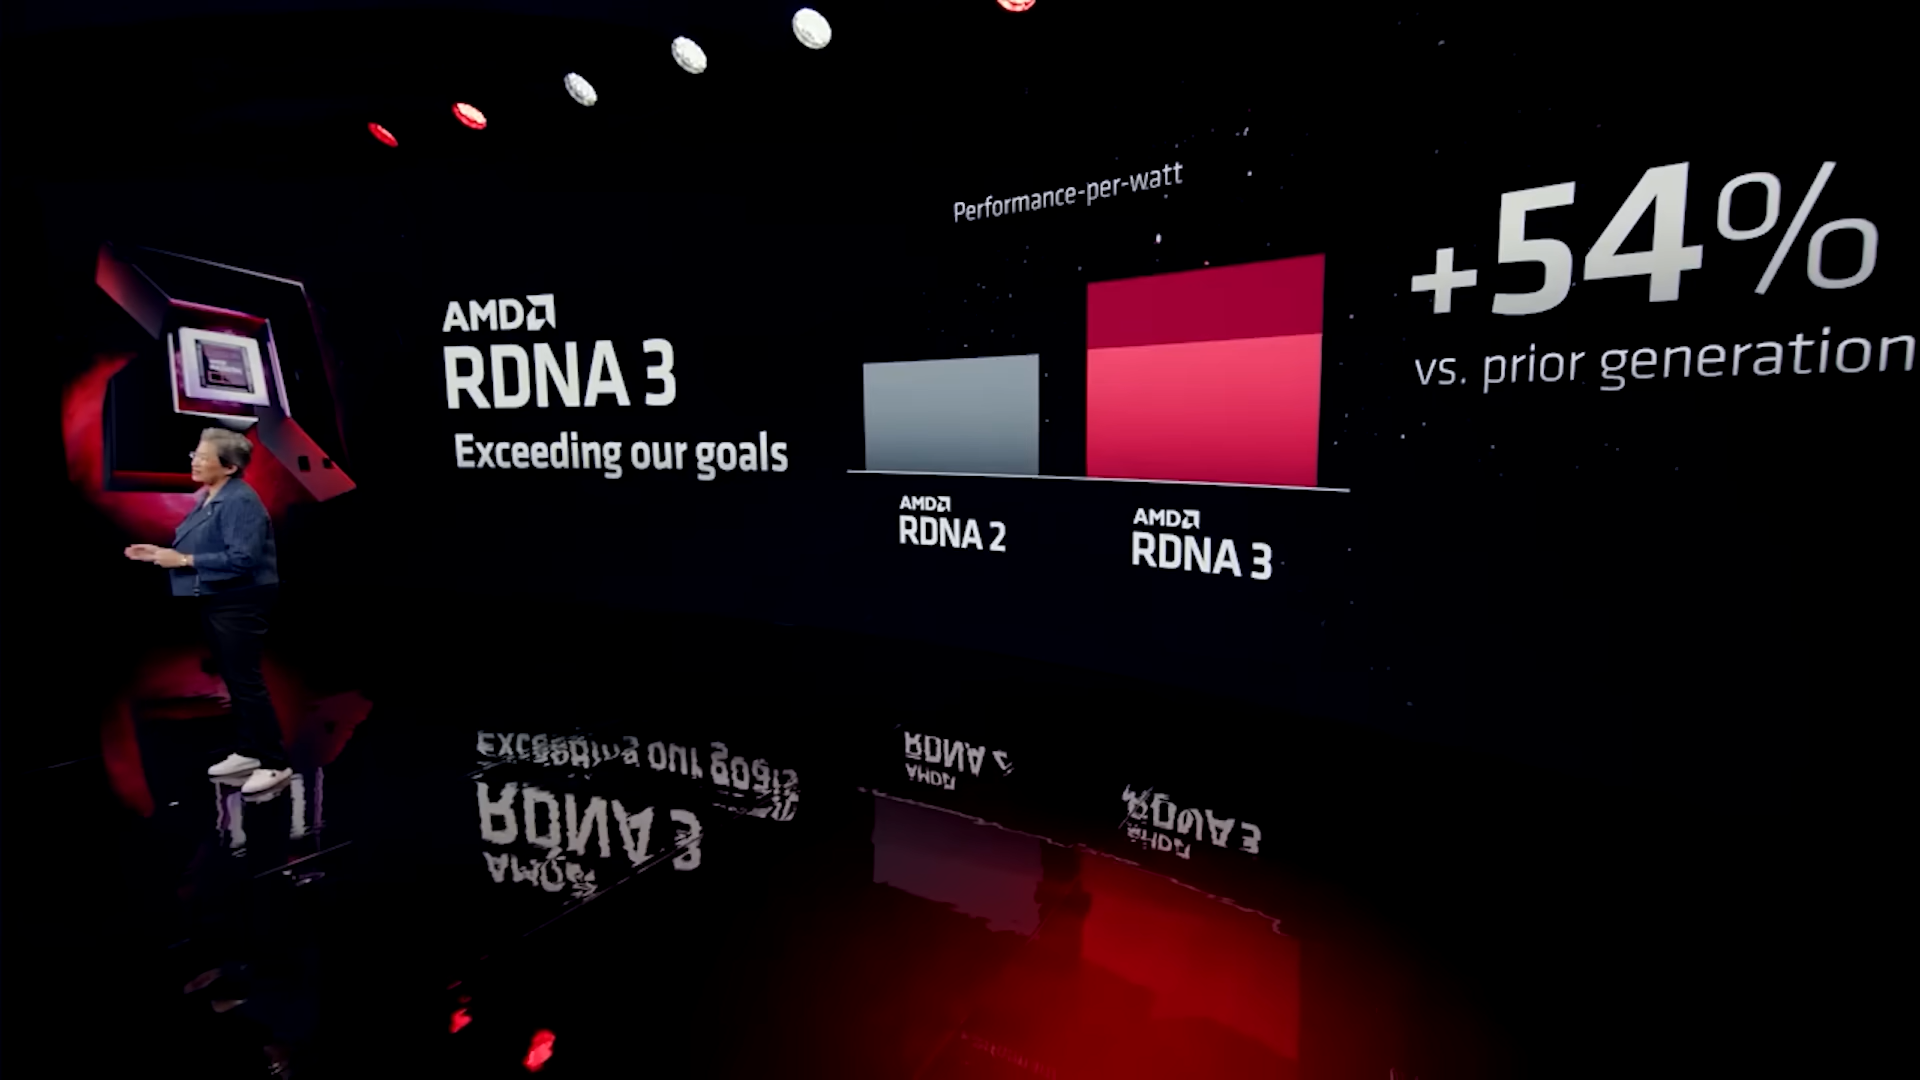 AMD
RDNA 3
Exceeding our goals
Performance-per-watt
AMD
RDNA 2
AMD
RDNA 3
+54%
vs. prior generation